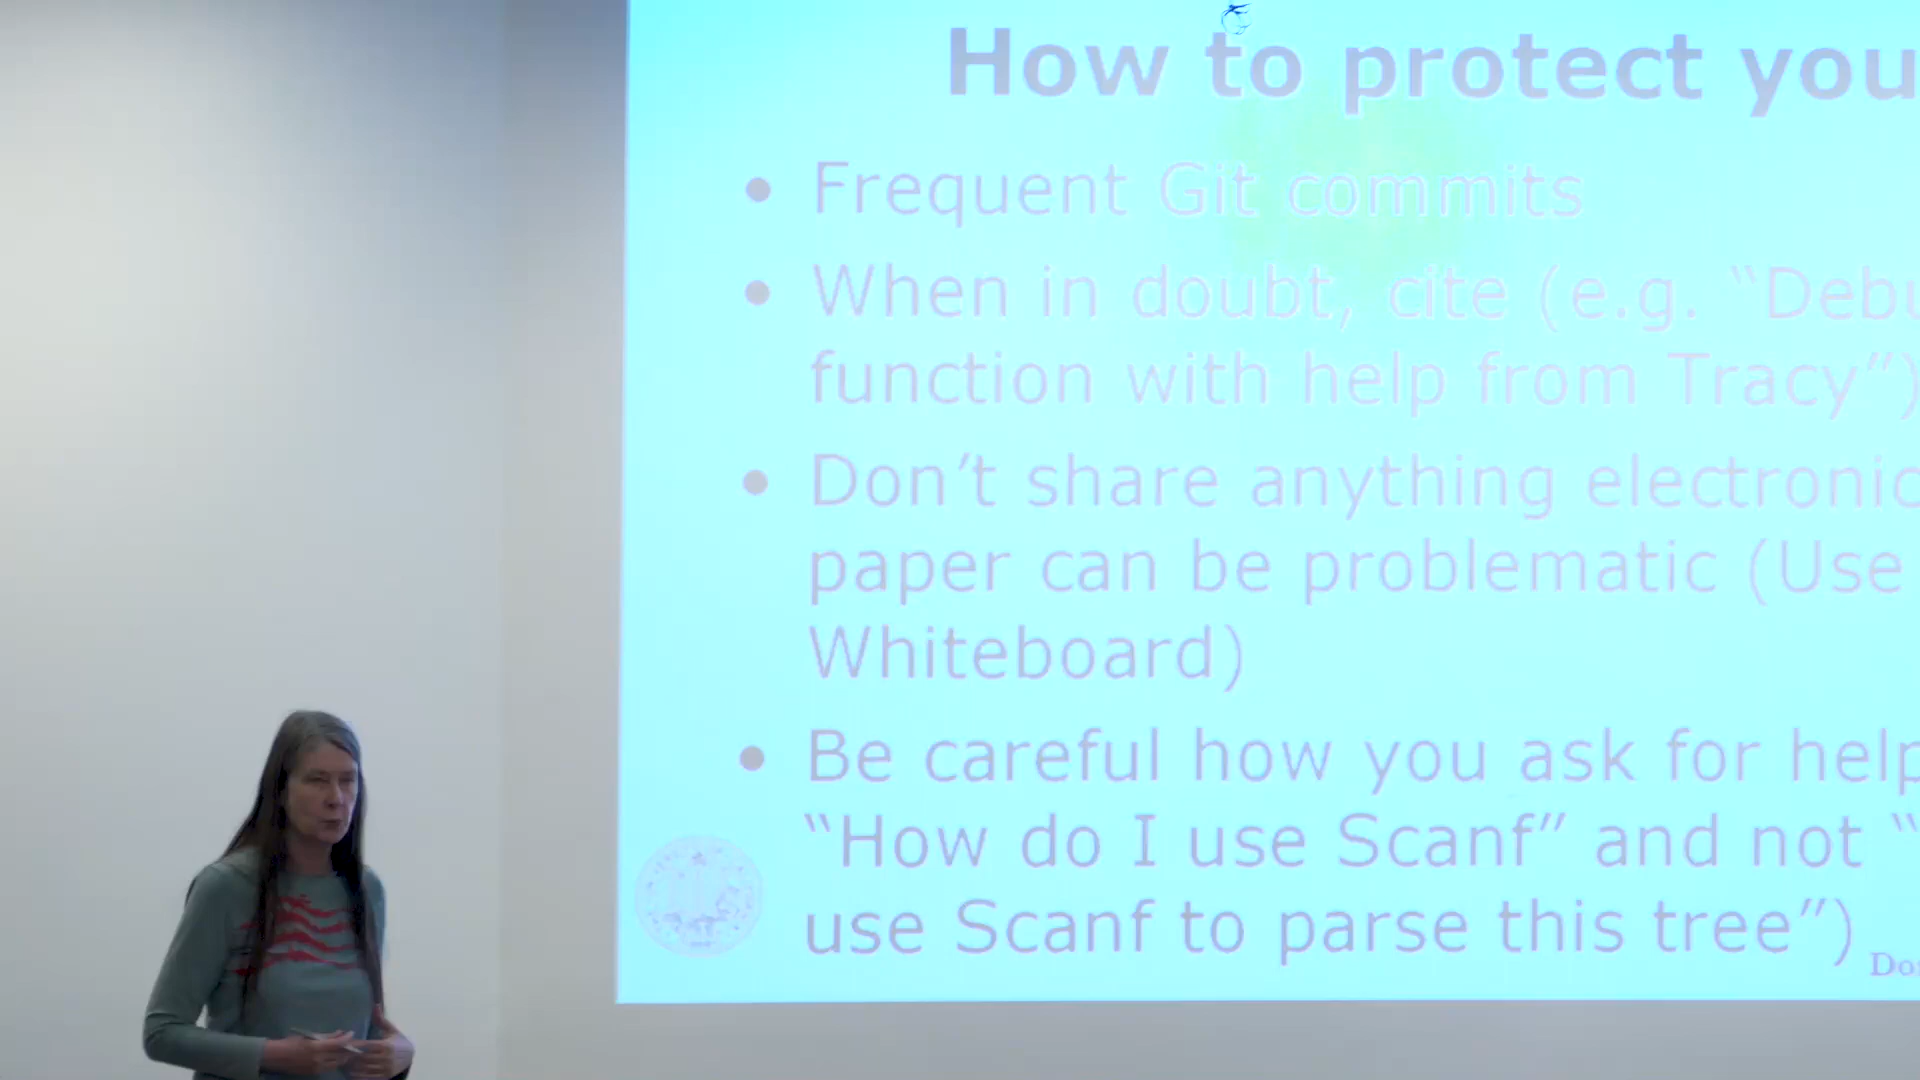 How to protect you
• Frequent Git commits
• When in doubt, cite (e.g. “Debu
function with help from Tracy”)
• Don’t share anything electronic
paper can be problematic (Use
Whiteboard)
• Be careful how you ask for help
“How do I use Scanf” and not “
use Scanf to parse this tree”)